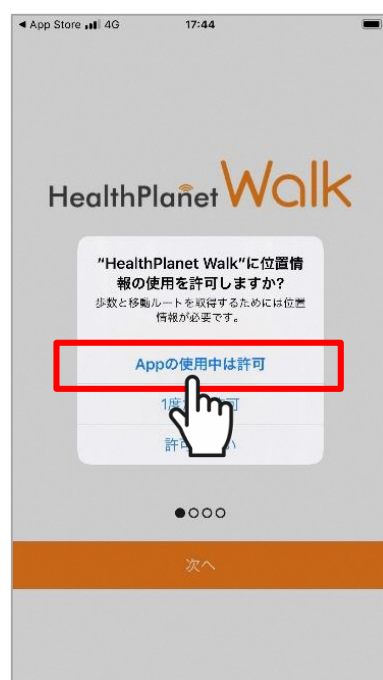 App Store 4G 17:44
HealthPlanet Walk
"HealthPlanet Walk"に位置情
報の使用を許可しますか?
歩数と移動ルートを取得するためには位置
情報が必要です。
Appの使用中は許可
次へ